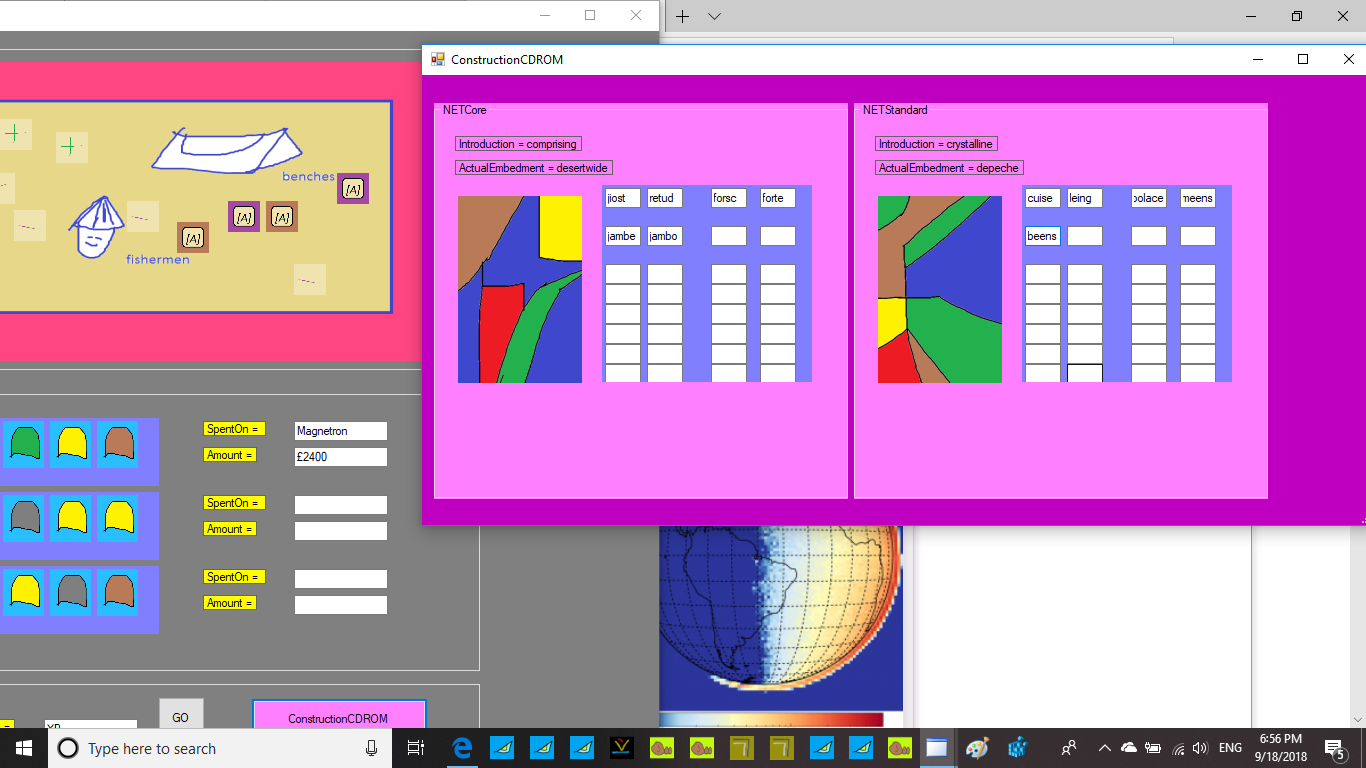 ConstructionCDROM
NETCore
Introduction = comprising
ActualEmbedment = desertwide
jiost retud forsc forte
jambe jambo
NETStandard
Introduction = crystalline
ActualEmbedment = depeche
cuise leing polace meens
beens
benches
[A]
[A] [A]
[A]
fishermen
SpentOn = Magnetron
Amount = £2400
SpentOn =
Amount =
SpentOn =
Amount =
GO
ConstructionCDROM
Type here to search
ENG
6:56 PM
9/18/2018
5